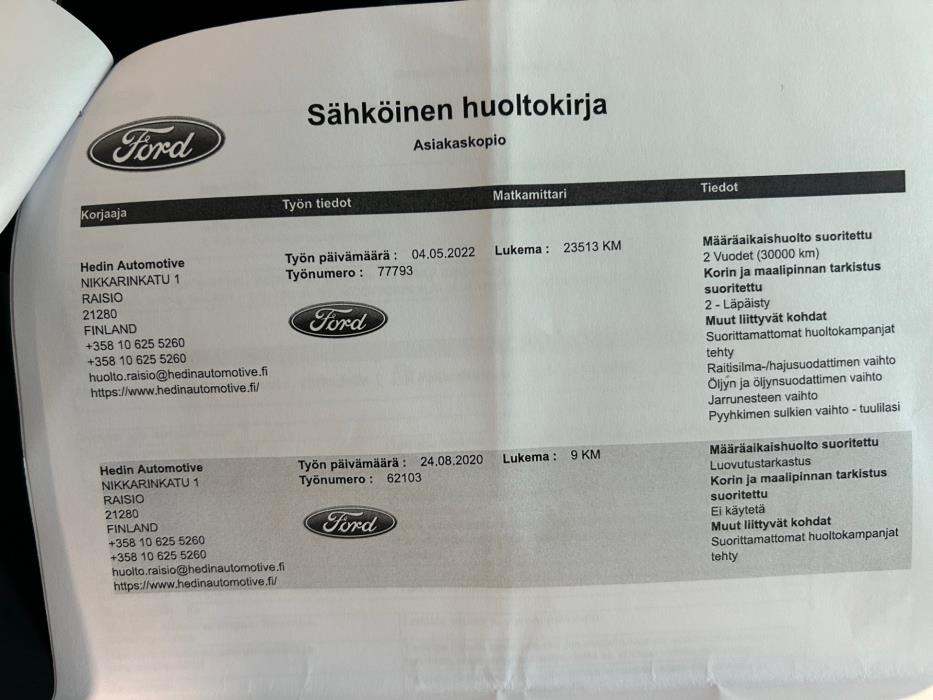 Ford
Sähköinen huoltokirja
Asiakaskopio
Korjaaja Työn tiedot Matkamittari Tiedot
Hedin Automotive
NIKKARINKATU 1
RAISIO
21280
FINLAND
+358 10 625 5260
+358 10 625 5260
huolto.raisio@hedinautomotive.fi
https://www.hedinautomotive.fi/
Työn päivämäärä : 04.05.2022
Työnumero : 77793
Ford
Lukema : 23513 KM
Määräaikaishuolto suoritettu
2 Vuodet (30000 km)
Korin ja maalipinnan tarkistus
suoritettu
2 - Läpäisty
Muut liittyvät kohdat
Suorittamattomat huoltokampanjat
tehty
Raitisilma-/hajusuodattimen vaihto
Öljyn ja öljynsuodattimen vaihto
Jarrunesteen vaihto
Pyyhkimen sulkien vaihto - tuulilasi
Hedin Automotive
NIKKARINKATU 1
RAISIO
21280
FINLAND
+358 10 625 5260
+358 10 625 5260
huolto.raisio@hedinautomotive.fi
https://www.hedinautomotive.fi/
Työn päivämäärä : 24.08.2020
Työnumero : 62103
Ford
Lukema : 9 KM
Määräaikaishuolto suoritettu
Luovutustarkastus
Korin ja maalipinnan tarkistus
suoritettu
Ei käytetä
Muut liittyvät kohdat
Suorittamattomat huoltokampanjat
tehty